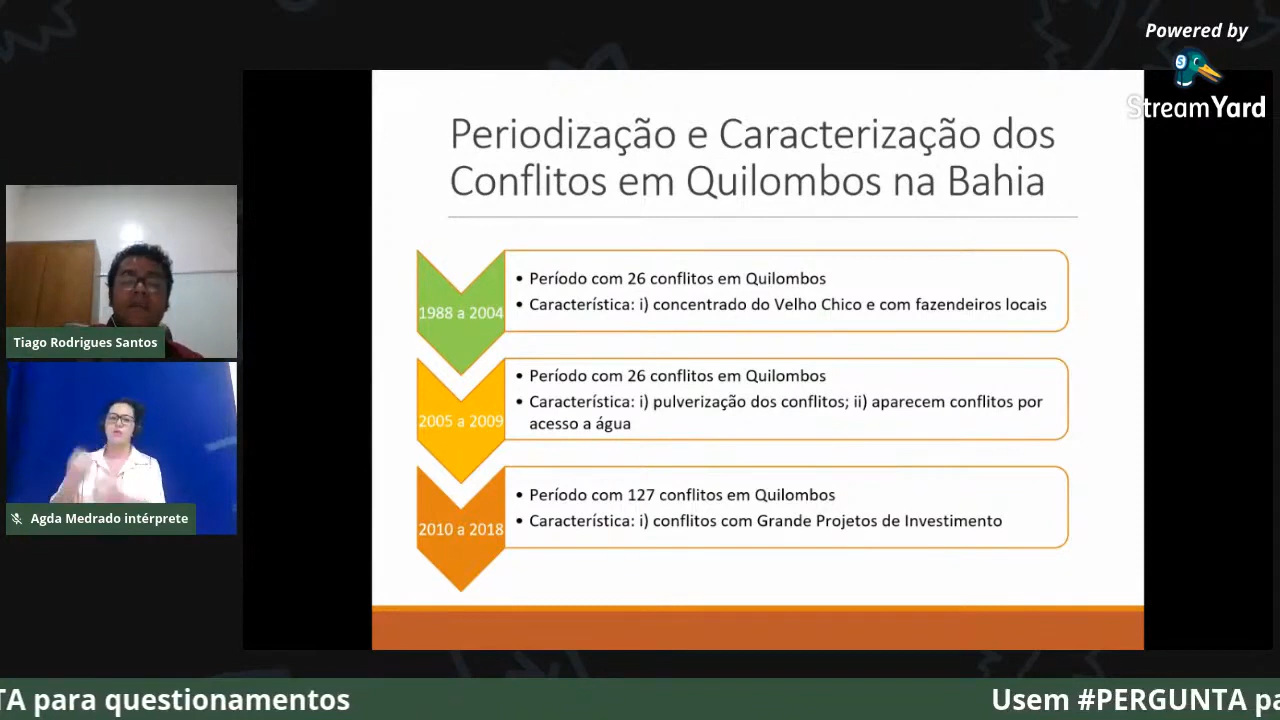 Powered by
StreamYard
Periodização e Caracterização dos
Conflitos em Quilombos na Bahia
1988 a 2004
• Período com 26 conflitos em Quilombos
• Característica: i) concentrado do Velho Chico e com fazendeiros locais
2005 a 2009
• Período com 26 conflitos em Quilombos
• Característica: i) pulverização dos conflitos; ii) aparecem conflitos por
acesso a água
2010 a 2018
• Período com 127 conflitos em Quilombos
• Característica: i) conflitos com Grande Projetos de Investimento
Tiago Rodrigues Santos
Agda Medrado intérprete
TA para questionamentos
Usem #PERGUNTA pa